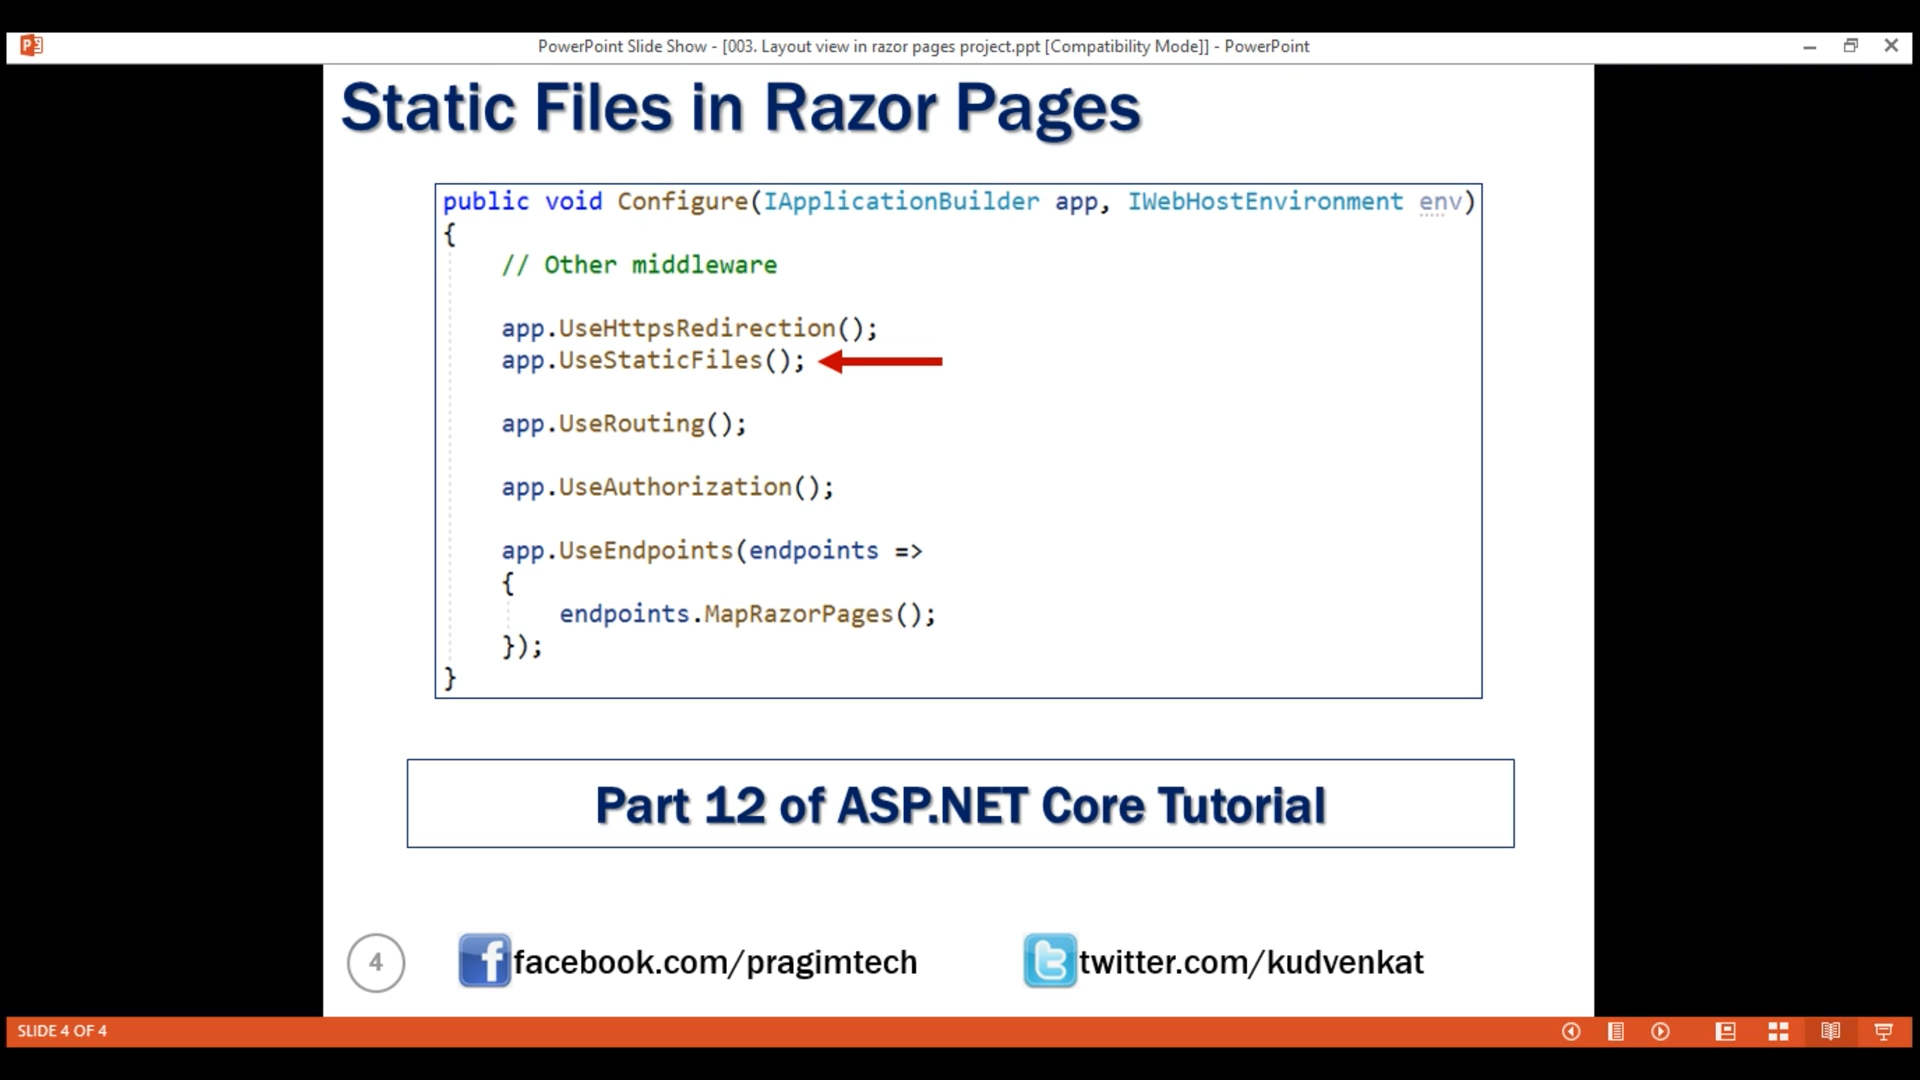 PowerPoint Slide Show - [003. Layout view in razor pages project.ppt [Compatibility Mode]] - PowerPoint
Static Files in Razor Pages
public void Configure(IApplicationBuilder app, IWebHostEnvironment env)
{
// Other middleware
app.UseHttpsRedirection();
app.UseStaticFiles();
app.UseRouting();
app.UseAuthorization();
app.UseEndpoints(endpoints =>
{
endpoints.MapRazorPages();
});
}
Part 12 of ASP.NET Core Tutorial
4
facebook.com/pragimtech
twitter.com/kudvenkat
SLIDE 4 OF 4